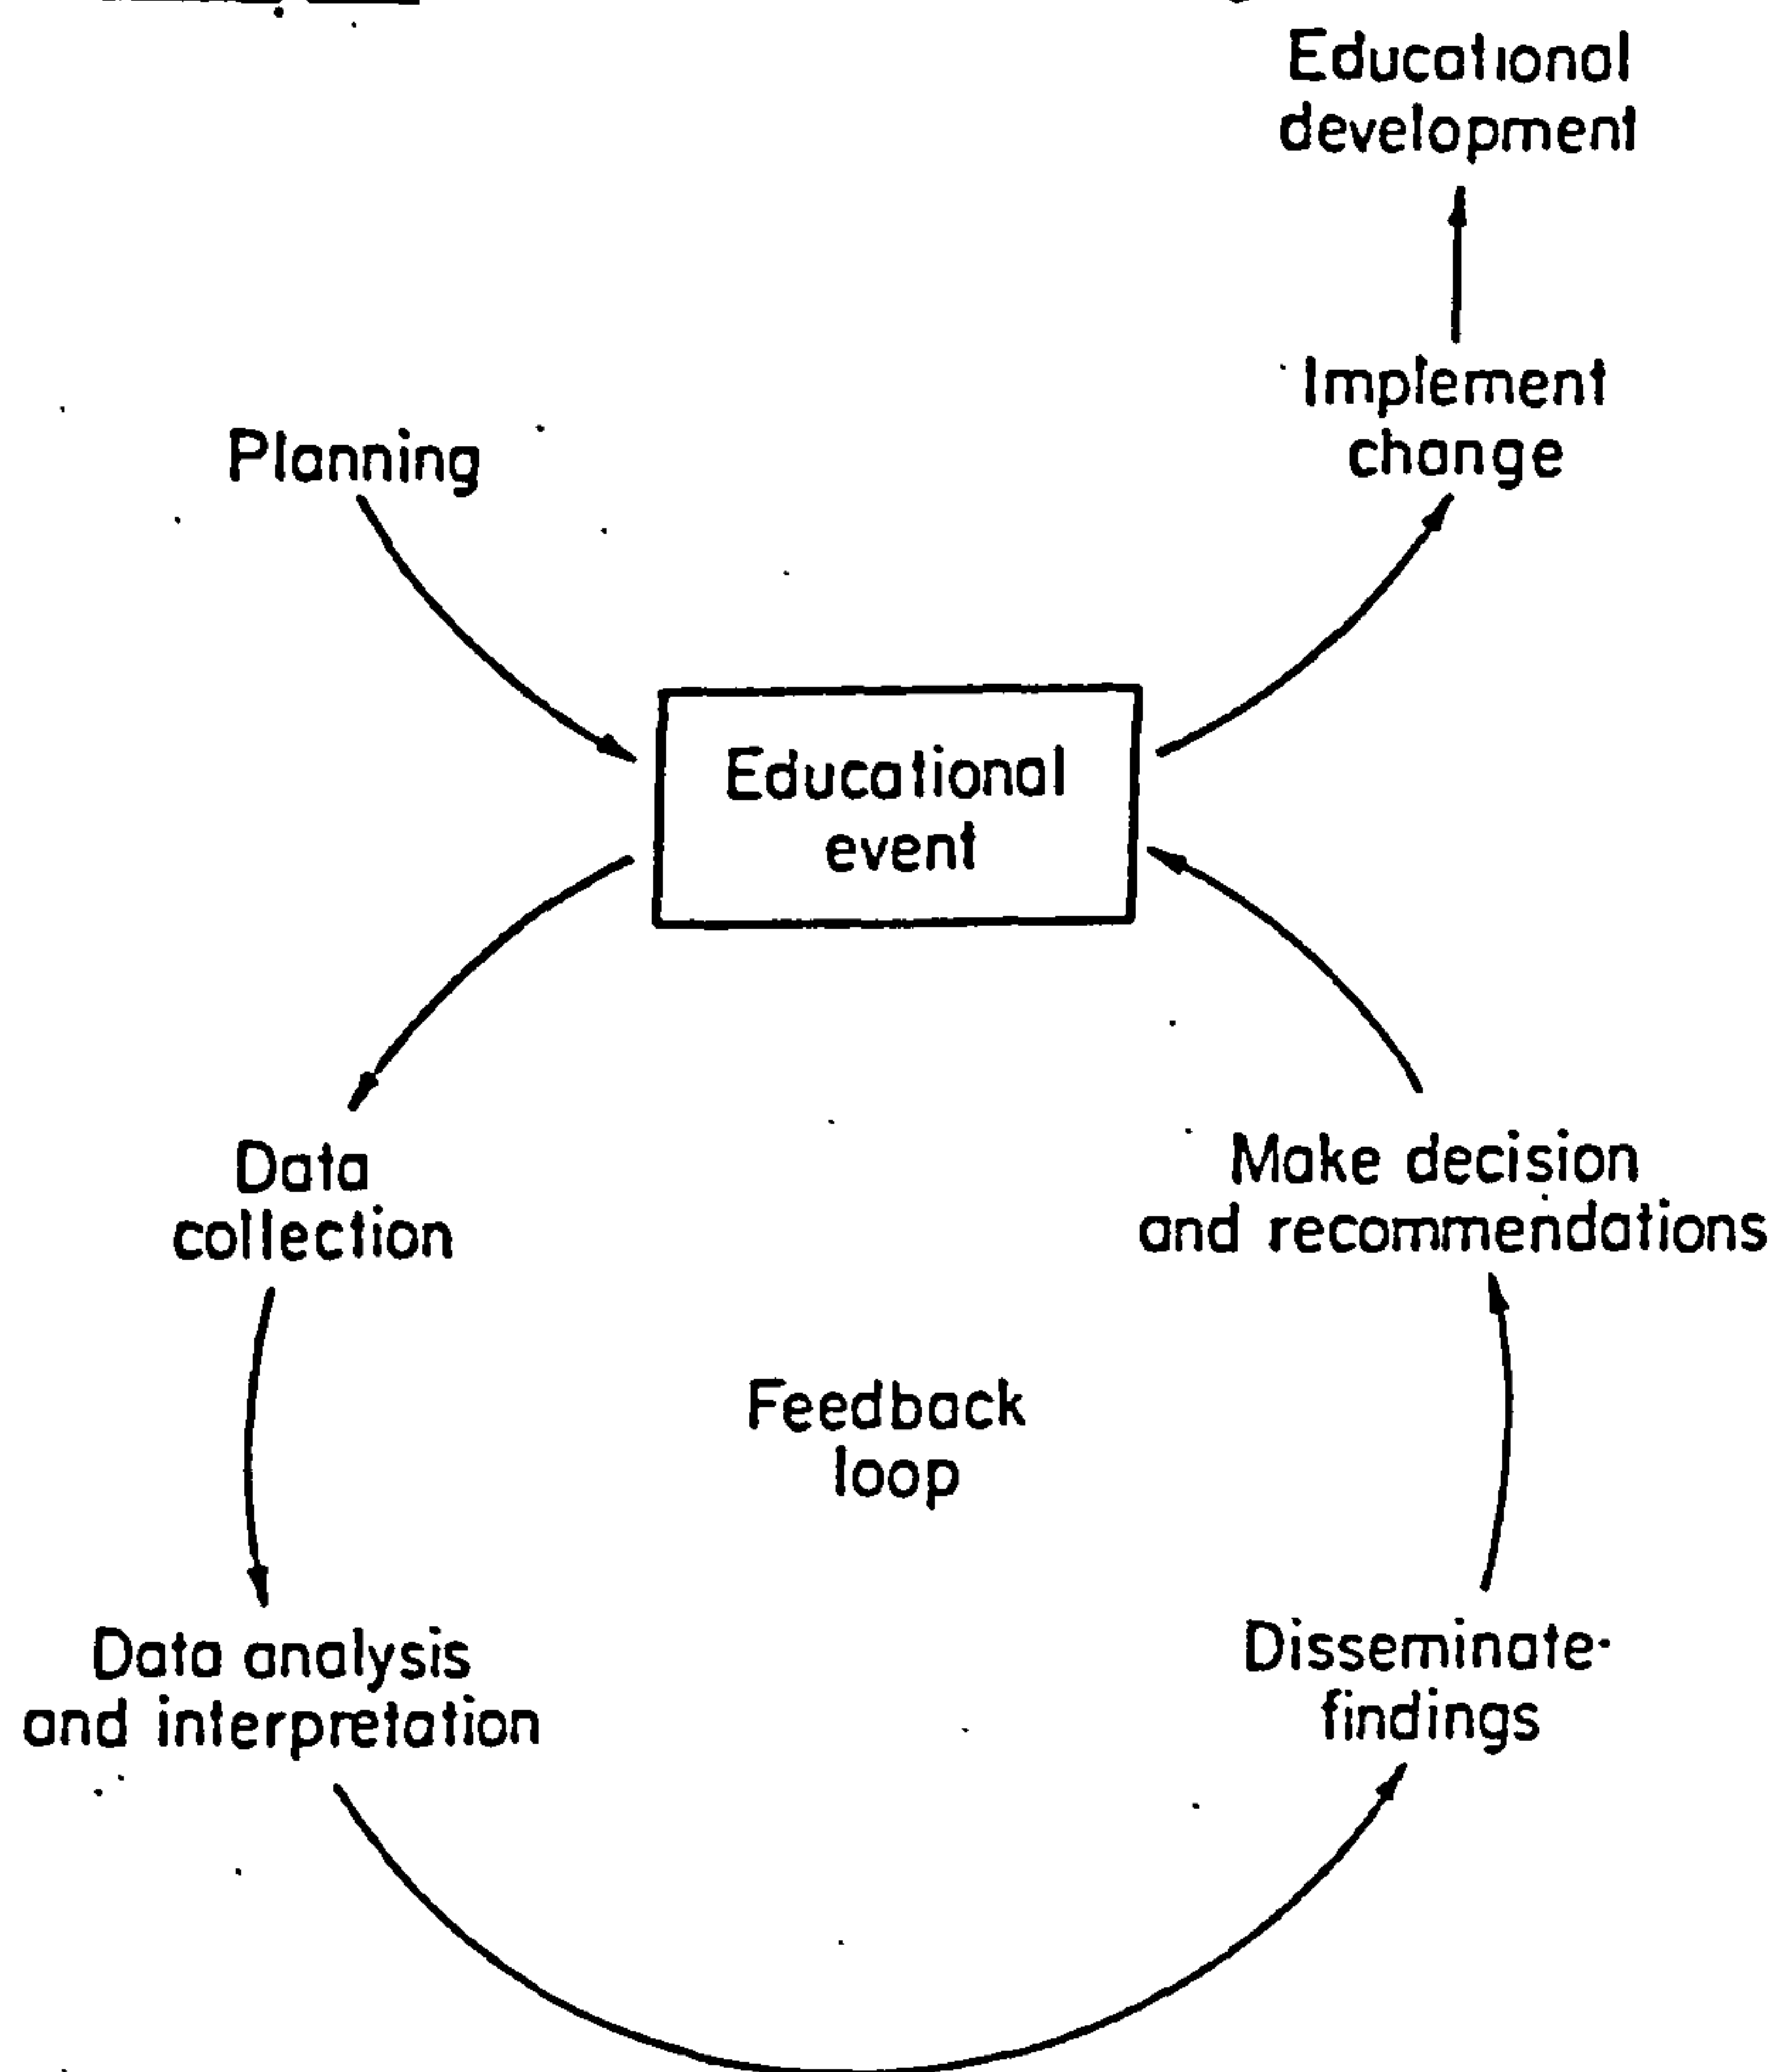 Educational
development
Implement
change
Planning
Educational
event
Data
collection
Make decision
and recommendations
Feedback
loop
Data analysis
and interpretation
Disseminate
findings